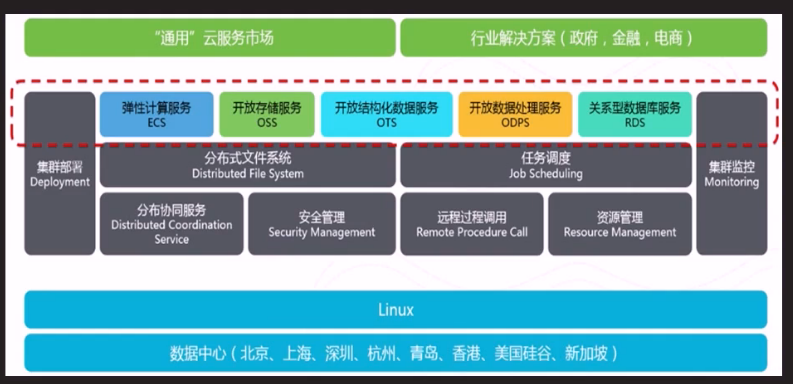 “通用”云服务市场
行业解决方案（政府，金融，电商）
弹性计算服务
ECS
开放存储服务
OSS
开放结构化数据服务
OTS
开放数据处理服务
ODPS
关系型数据库服务
RDS
集群部署
Deployment
分布式文件系统
Distributed File System
任务调度
Job Scheduling
集群监控
Monitoring
分布协同服务
Distributed Coordination
Service
安全管理
Security Management
远程过程调用
Remote Procedure Call
资源管理
Resource Management
Linux
数据中心（北京、上海、深圳、杭州、青岛、香港、美国硅谷、新加坡）